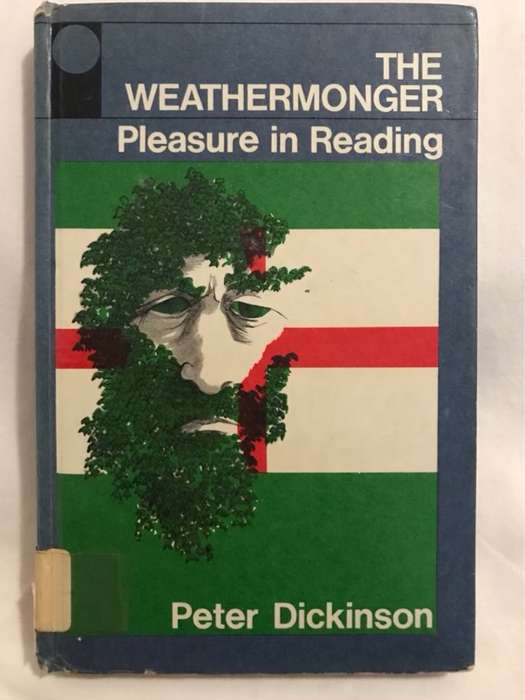 THE
WEATHERMONGER
Pleasure in Reading
Peter Dickinson